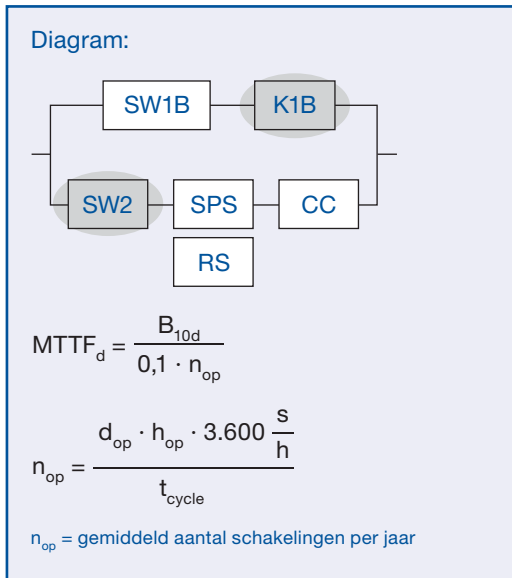 Diagram:
SW1B K1B
SW2 SPS CC
RS
MTTFd = B10d / 0,1 · nop
nop = dop · hop · 3.600 s/h / tcycle
nop = gemiddeld aantal schakelingen per jaar